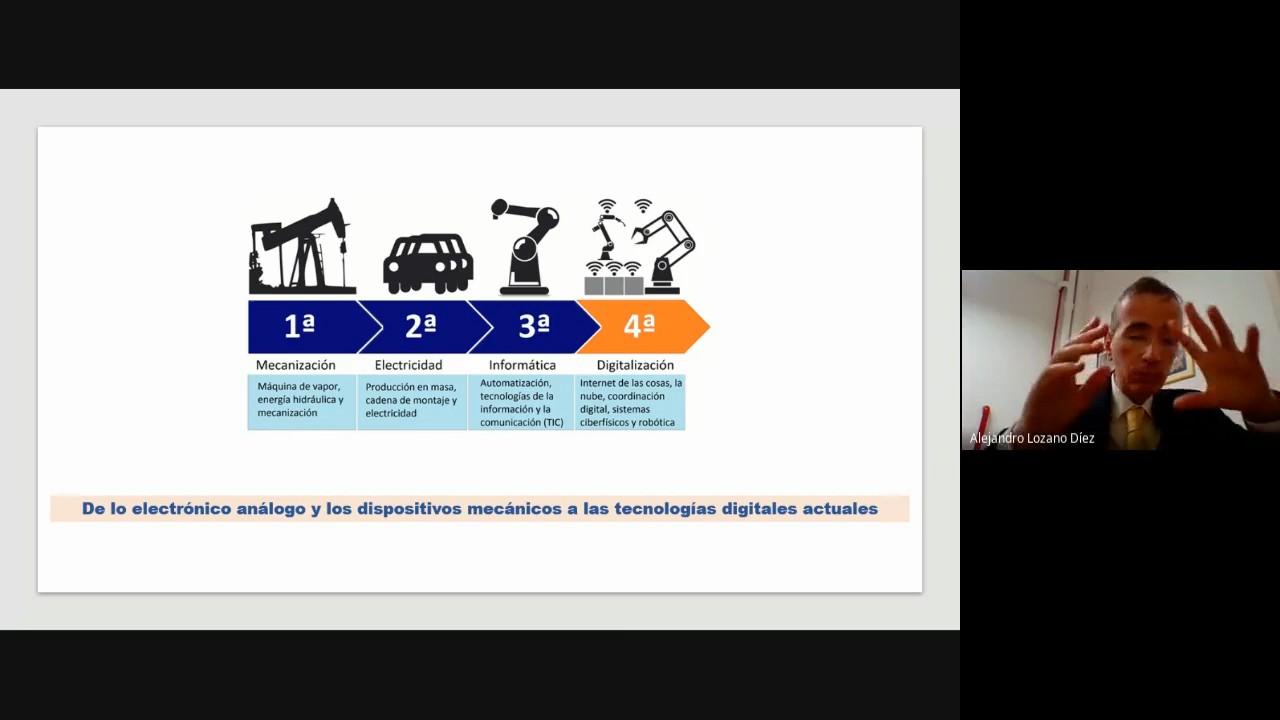 1ª 2ª 3ª 4ª
Mecanización Electricidad Informática Digitalización
Máquina de vapor,
energía hidráulica y
mecanización
Producción en masa,
cadena de montaje y
electricidad
Automatización,
tecnologías de la
información y la
comunicación (TIC)
Internet de las cosas, la
nube, coordinación
digital, sistemas
ciberfísicos y robótica
De lo electrónico análogo y los dispositivos mecánicos a las tecnologías digitales actuales
Alejandro Lozano Díez